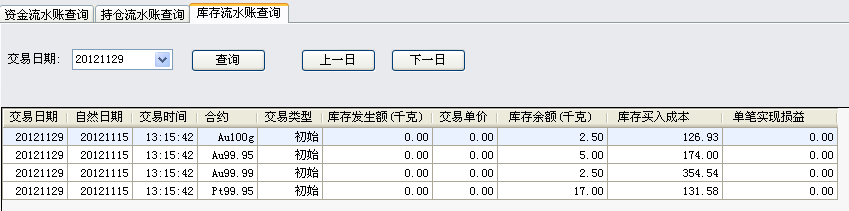 资金流水账查询 持仓流水账查询 库存流水账查询
交易日期: 20121129 查询 上一日 下一日
交易日期 自然日期 交易时间 合约 交易类型 库存发生额(千克) 交易单价 库存余额(千克) 库存买入成本 单笔实现损益
20121129 20121115 13:15:42 Au100g 初始 0.00 0.00 2.50 126.93 0.00
20121129 20121115 13:15:42 Au99.95 初始 0.00 0.00 5.00 174.00 0.00
20121129 20121115 13:15:42 Au99.99 初始 0.00 0.00 2.50 354.54 0.00
20121129 20121115 13:15:42 Pt99.95 初始 0.00 0.00 17.00 131.58 0.00